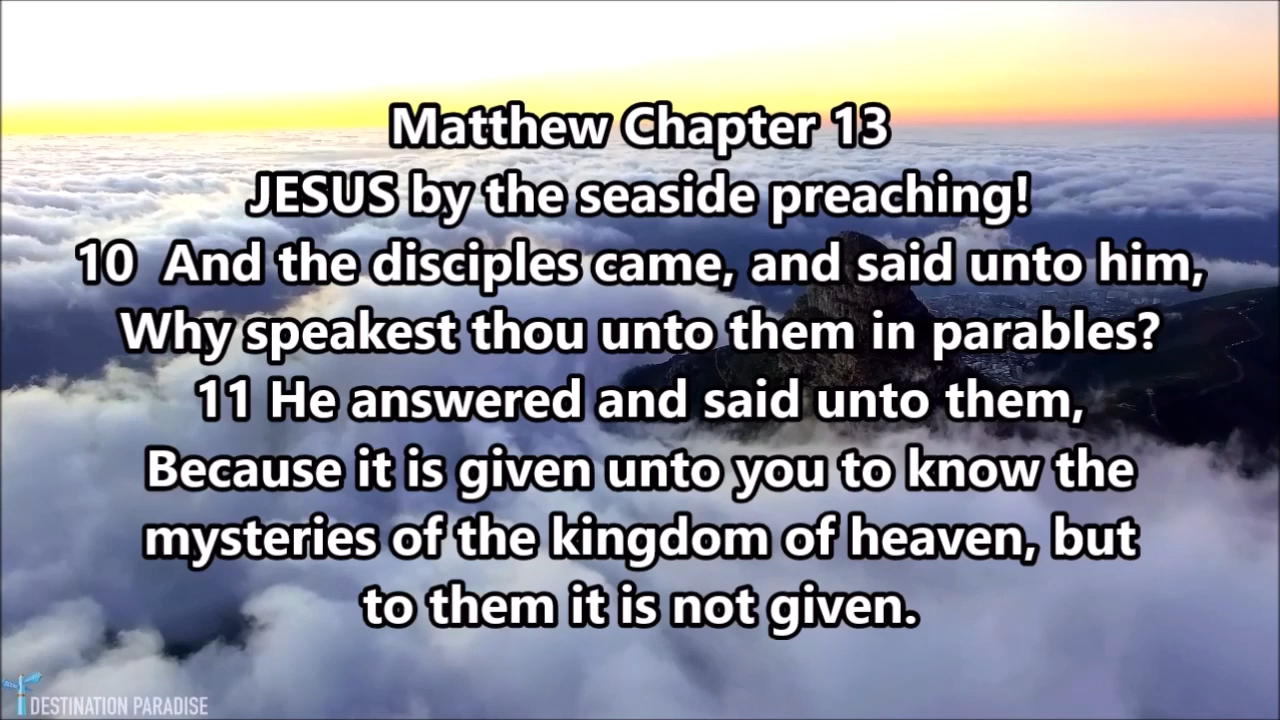 Matthew Chapter 13
JESUS by the seaside preaching!
10  And the disciples came, and said unto him,
Why speakest thou unto them in parables?
11 He answered and said unto them,
Because it is given unto you to know the
mysteries of the kingdom of heaven, but
to them it is not given.
DESTINATION PARADISE